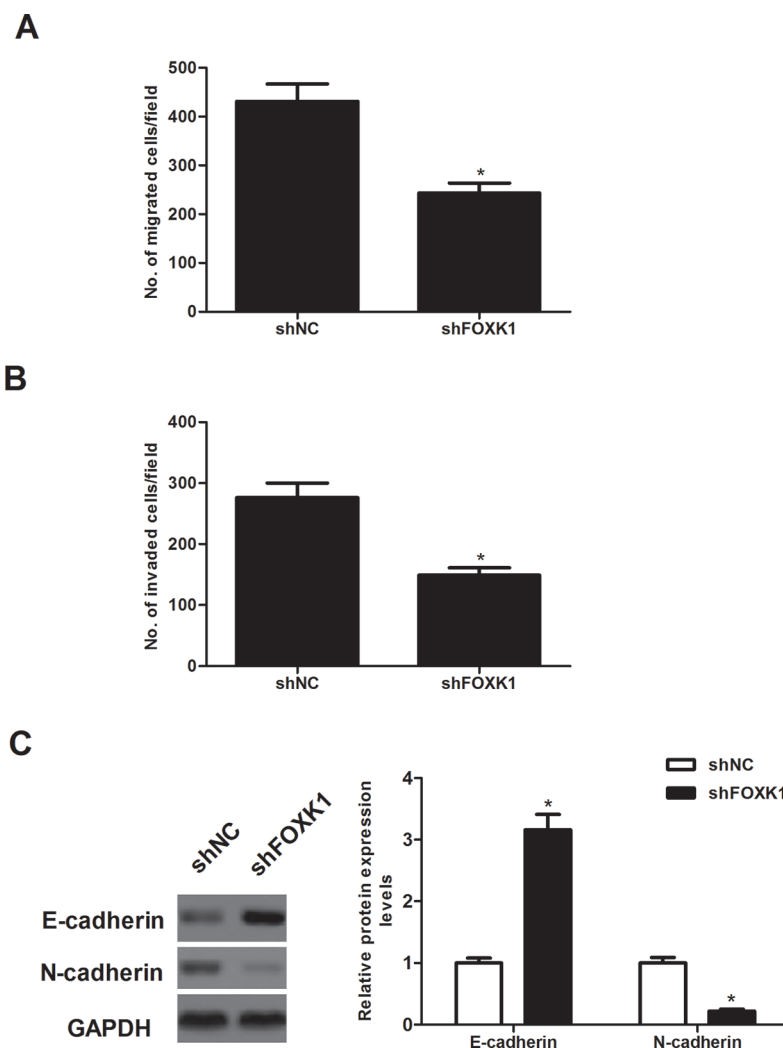 A
No. of migrated cells/field
500
400
300
200
100
0
*
shNC
shFOXK1
B
No. of invaded cells/field
400
300
200
100
0
*
shNC
shFOXK1
C
shNC
shFOXK1
E-cadherin
N-cadherin
GAPDH
shNC
shFOXK1
Relative protein expression
levels
4
3
2
1
0
*
*
E-cadherin
N-cadherin